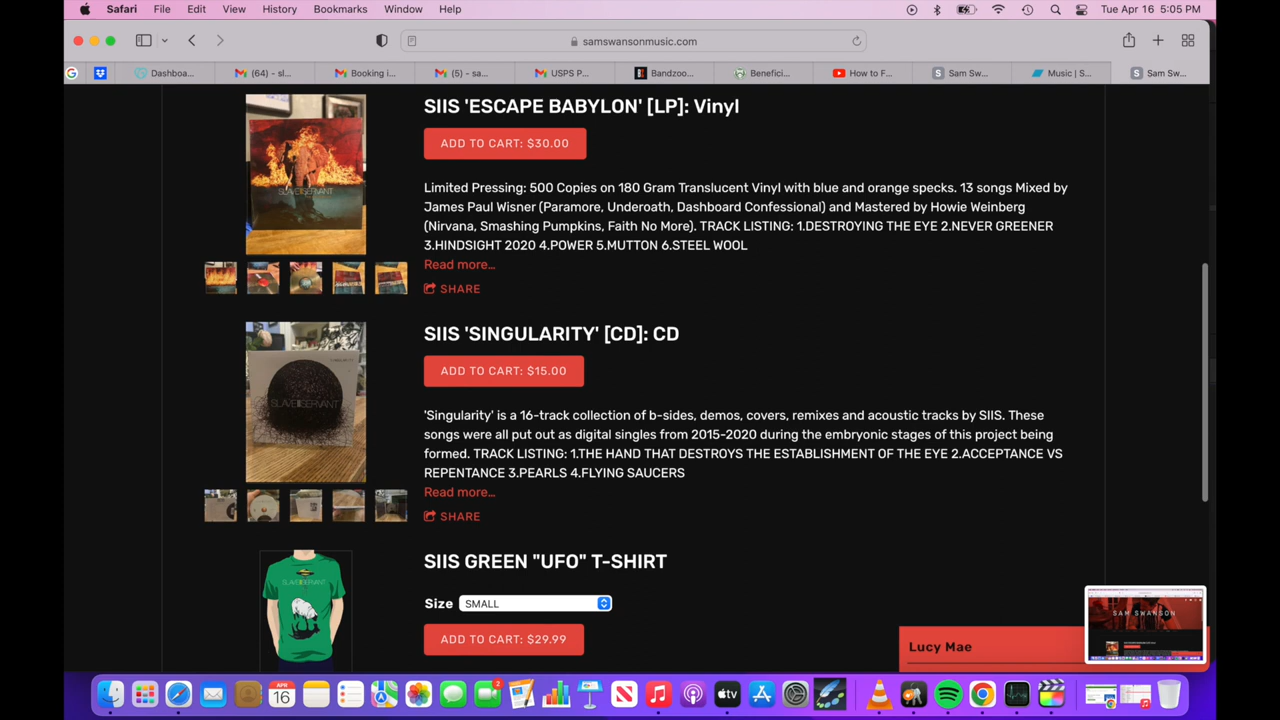 Safari File Edit View History Bookmarks Window Help Tue Apr 16 5:05 PM
samswansonmusic.com
Dashboa... (64) – sl... Booking i... (5) – sa... USPS P... Bandzoo... Benefici... How to F... Sam Sw... Music | S... Sam Sw...
SIIS 'ESCAPE BABYLON' [LP]: Vinyl
ADD TO CART: $30.00
SLAVEIISERVANT
Limited Pressing: 500 Copies on 180 Gram Translucent Vinyl with blue and orange specks. 13 songs Mixed by
James Paul Wisner (Paramore, Underoath, Dashboard Confessional) and Mastered by Howie Weinberg
(Nirvana, Smashing Pumpkins, Faith No More). TRACK LISTING: 1.DESTROYING THE EYE 2.NEVER GREENER
3.HINDSIGHT 2020 4.POWER 5.MUTTON 6.STEEL WOOL
Read more...
SHARE
SIIS 'SINGULARITY' [CD]: CD
ADD TO CART: $15.00
SLAVEIISERVANT
'Singularity' is a 16-track collection of b-sides, demos, covers, remixes and acoustic tracks by SIIS. These
songs were all put out as digital singles from 2015-2020 during the embryonic stages of this project being
formed. TRACK LISTING: 1.THE HAND THAT DESTROYS THE ESTABLISHMENT OF THE EYE 2.ACCEPTANCE VS
REPENTANCE 3.PEARLS 4.FLYING SAUCERS
Read more...
SHARE
SIIS GREEN "UFO" T-SHIRT
SLAVEIISERVANT
Size SMALL
ADD TO CART: $29.99
SAM SWANSON
Lucy Mae
APR
16
2